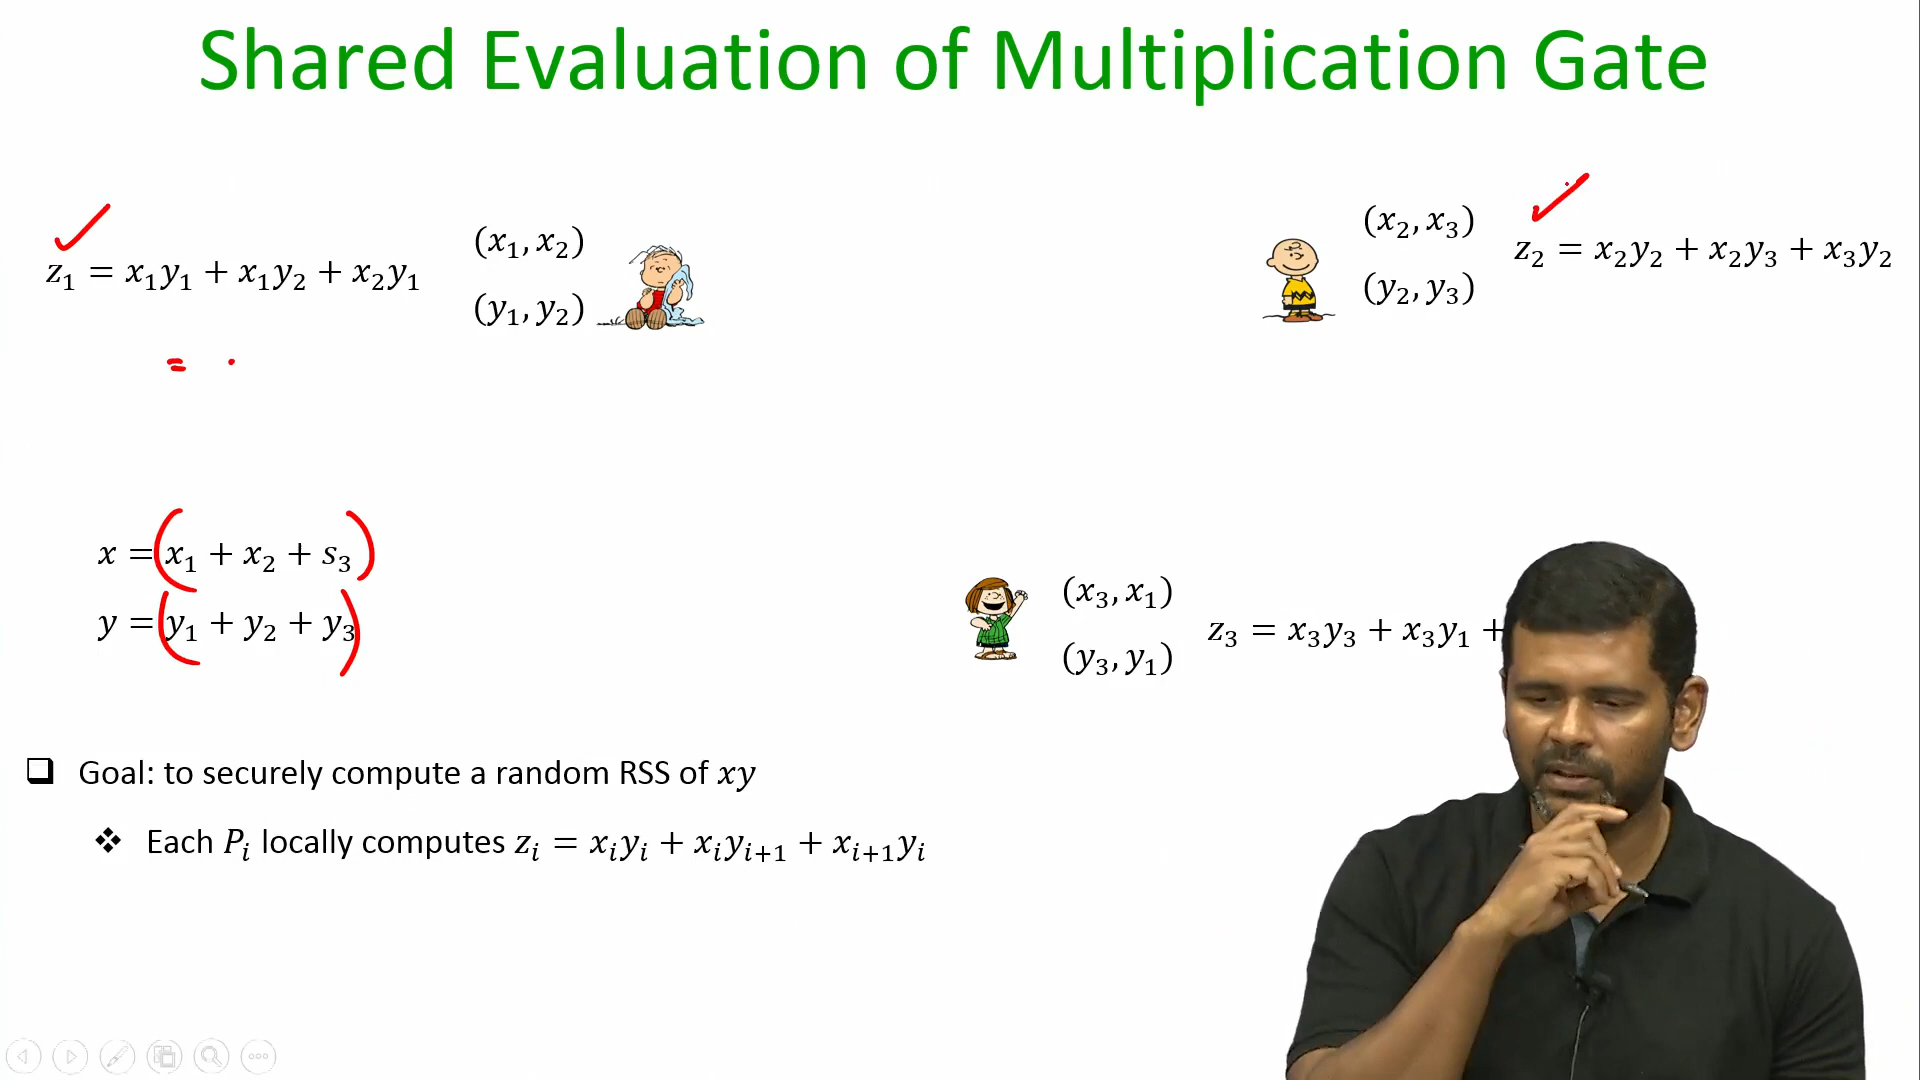 Shared Evaluation of Multiplication Gate
z₁ = x₁y₁ + x₁y₂ + x₂y₁
(x₁, x₂)
(y₁, y₂)
(x₂, x₃)
(y₂, y₃)
z₂ = x₂y₂ + x₂y₃ + x₃y₂
=
x = (x₁ + x₂ + s₃)
y = (y₁ + y₂ + y₃)
(x₃, x₁)
(y₃, y₁)
z₃ = x₃y₃ + x₃y₁ +
Goal: to securely compute a random RSS of xy
Each Pᵢ locally computes zᵢ = xᵢyᵢ + xᵢyᵢ₊₁ + xᵢ₊₁yᵢ